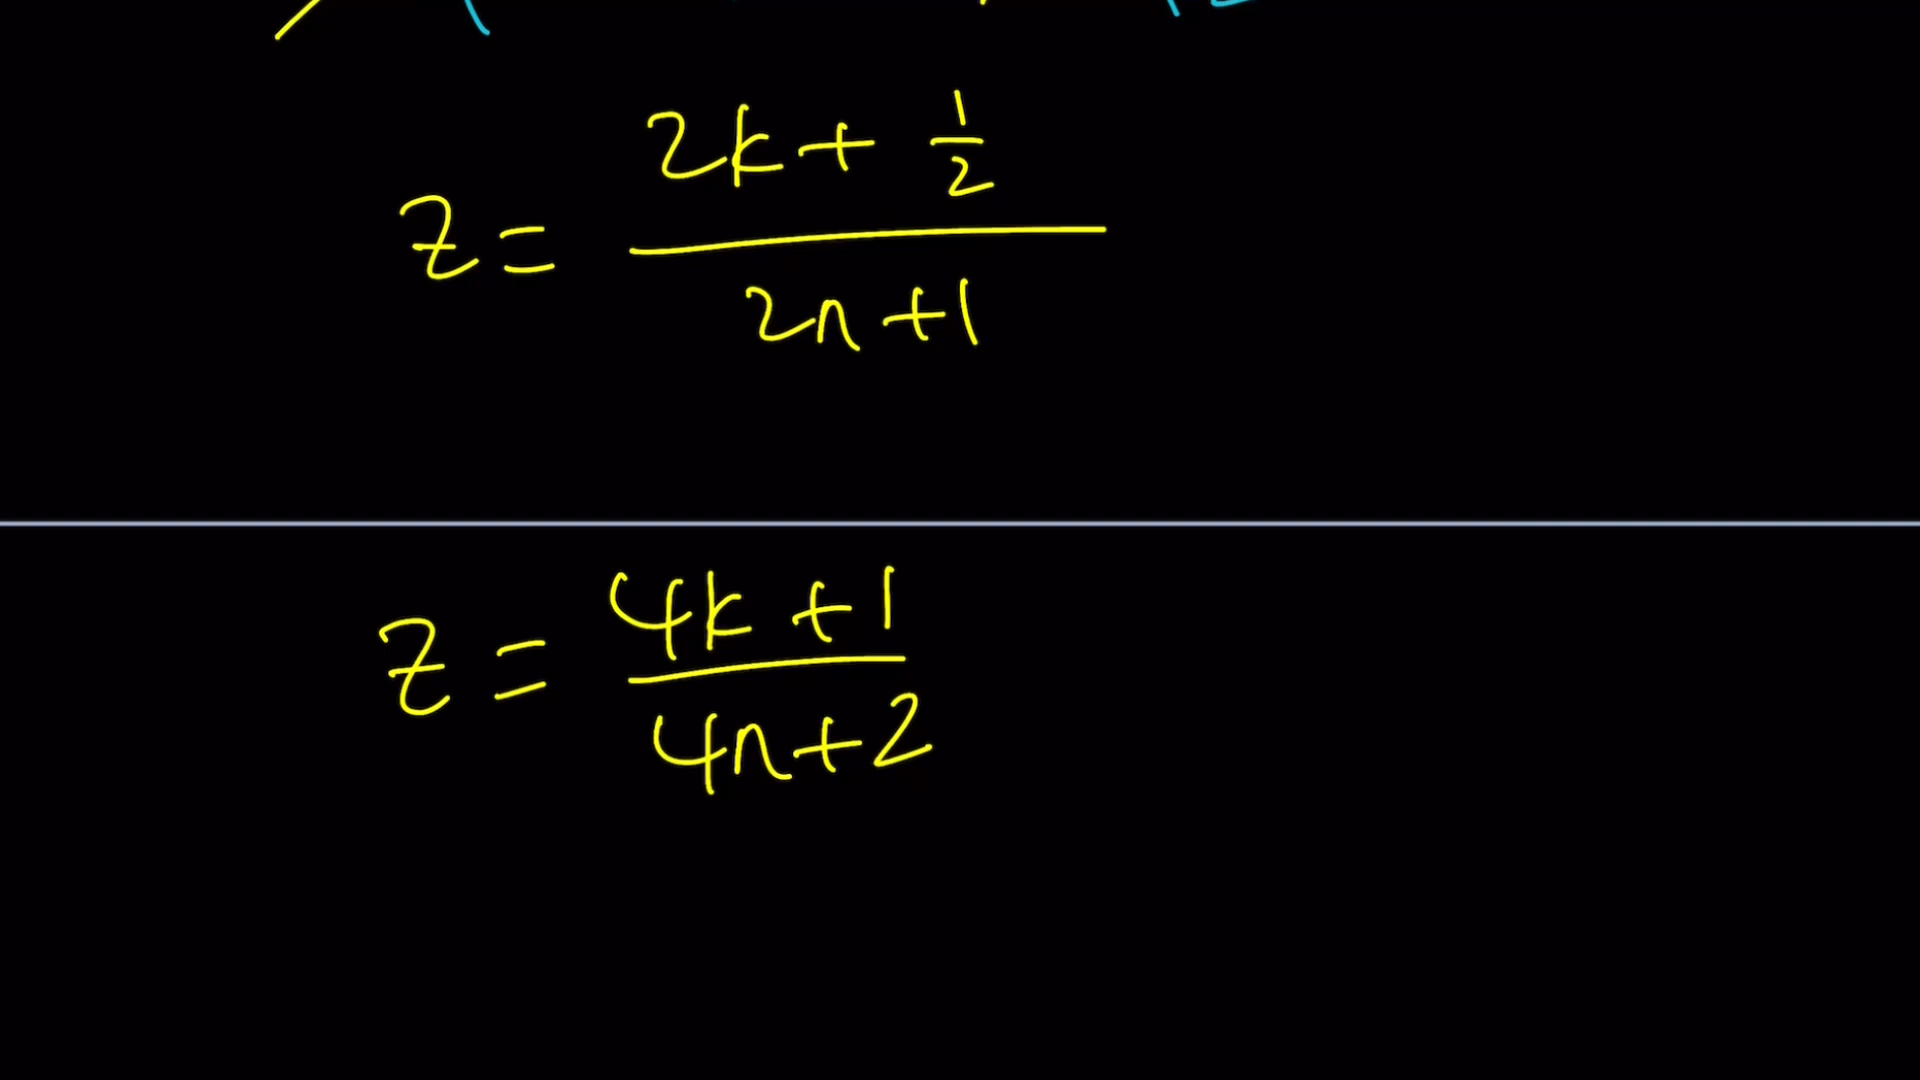 z = (2k + 1/2) / (2n + 1)
z = (4k + 1) / (4n + 2)